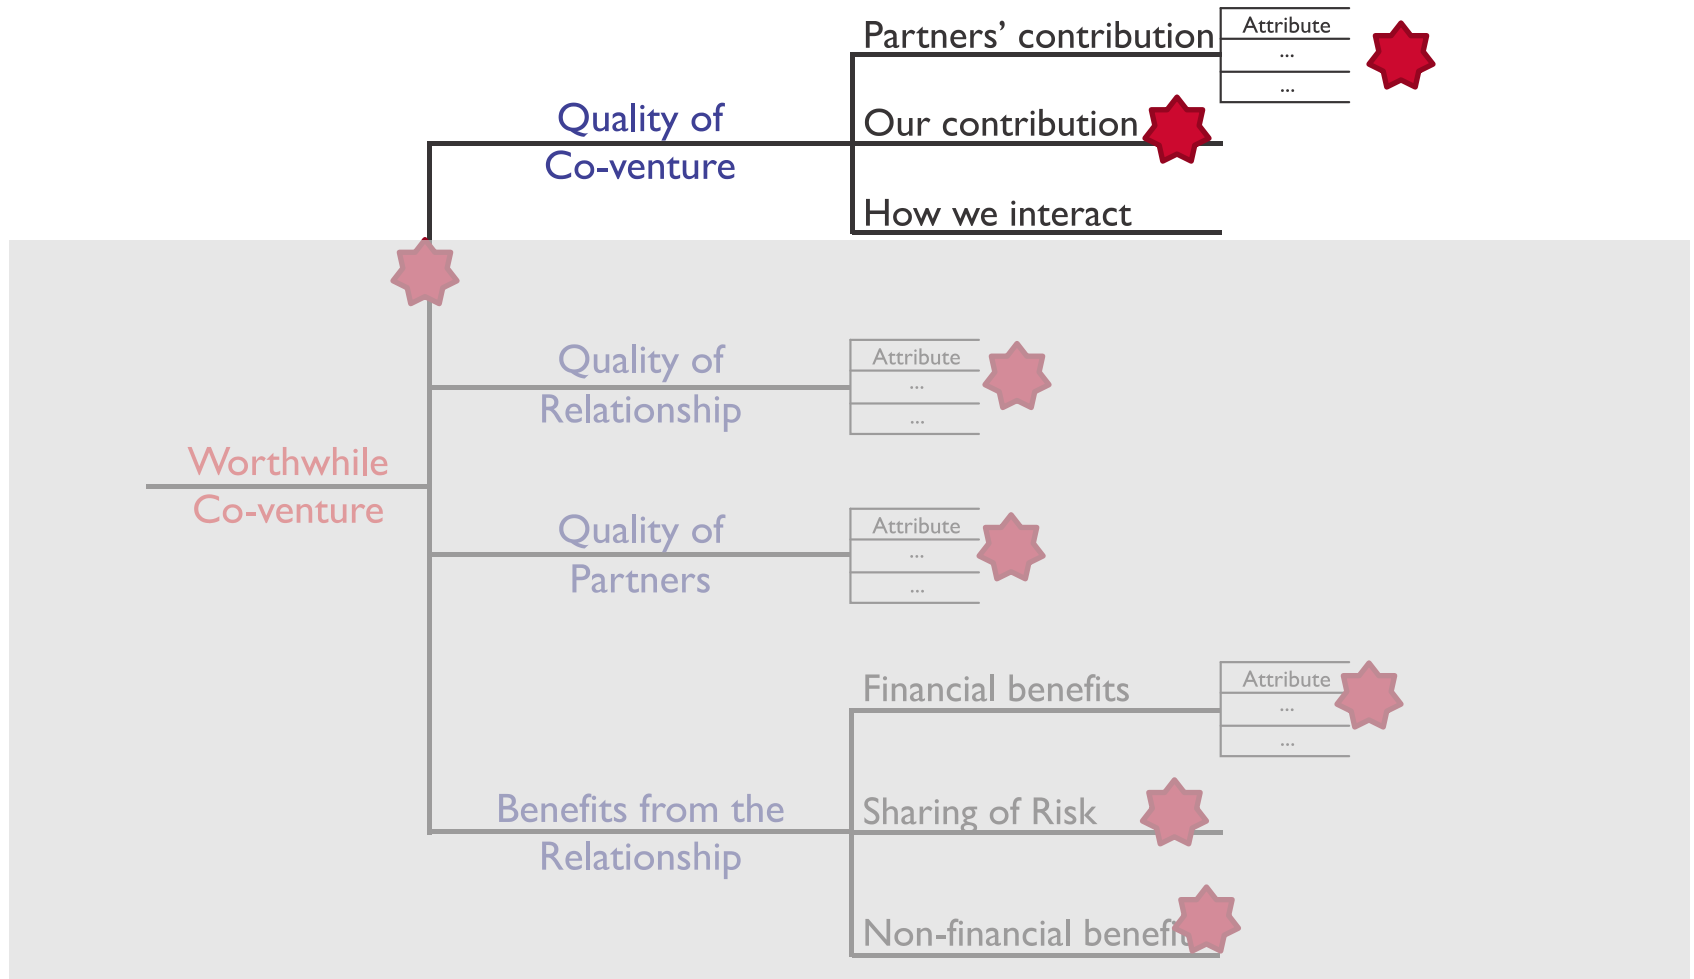 Partners’ contribution
Attribute
...
...
Our contribution
Quality of
Co-venture
How we interact
Quality of
Relationship
Attribute
...
...
Worthwhile
Co-venture
Quality of
Partners
Attribute
...
...
Financial benefits
Attribute
...
...
Benefits from the
Relationship
Sharing of Risk
Non-financial benefit